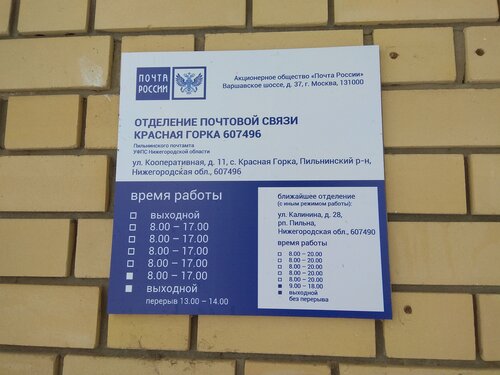 ПОЧТА
РОССИИ
Акционерное общество «Почта России»
Варшавское шоссе, д. 37, г. Москва, 131000
ОТДЕЛЕНИЕ ПОЧТОВОЙ СВЯЗИ
КРАСНАЯ ГОРКА 607496
Пильнинского почтамта
УФПС Нижегородской области
ул. Кооперативная, д. 11, с. Красная Горка, Пильнинский р-н,
Нижегородская обл., 607496
время работы
выходной
8.00 – 17.00
8.00 – 17.00
8.00 – 17.00
8.00 – 17.00
выходной
перерыв 13.00 – 14.00
ближайшее отделение
(с иным режимом работы):
ул. Калинина, д. 28,
рп. Пильна,
Нижегородская обл., 607490
время работы
8.00 – 20.00
8.00 – 20.00
8.00 – 20.00
8.00 – 20.00
8.00 – 20.00
9.00 – 18.00
выходной
без перерыва